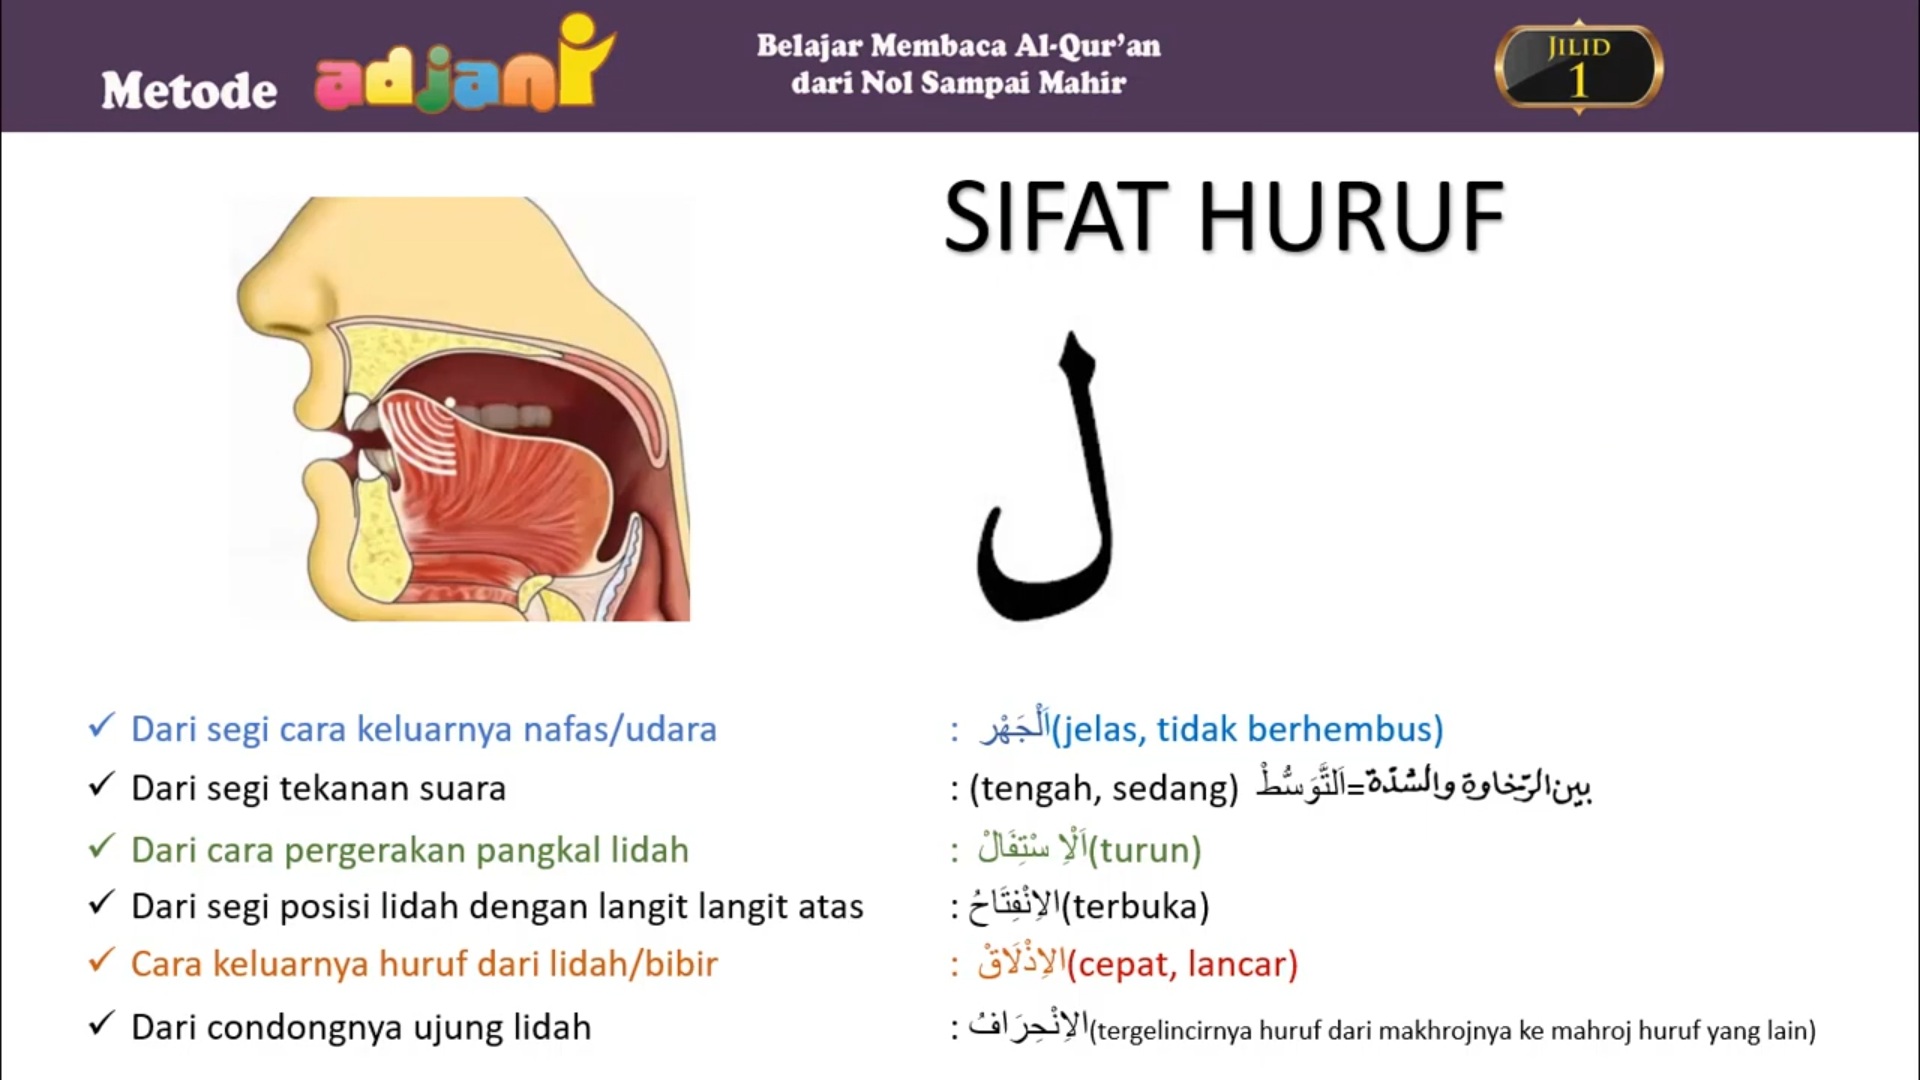 Metode adjani
Belajar Membaca Al-Qur'an
dari Nol Sampai Mahir
JILID
1
SIFAT HURUF
ل
✓ Dari segi cara keluarnya nafas/udara : اَلْجَهْر(jelas, tidak berhembus)
✓ Dari segi tekanan suara : (tengah, sedang) اَلتَّوَسُّطْ=بين الرّخاوة والشّدّة
✓ Dari cara pergerakan pangkal lidah : اَلْاِ سْتِفَالْ(turun)
✓ Dari segi posisi lidah dengan langit langit atas : الاِنْفِتَاحُ(terbuka)
✓ Cara keluarnya huruf dari lidah/bibir : الاِذْلَاقْ(cepat, lancar)
✓ Dari condongnya ujung lidah : الاِنْحِرَافُ(tergelincirnya huruf dari makhrojnya ke mahroj huruf yang lain)